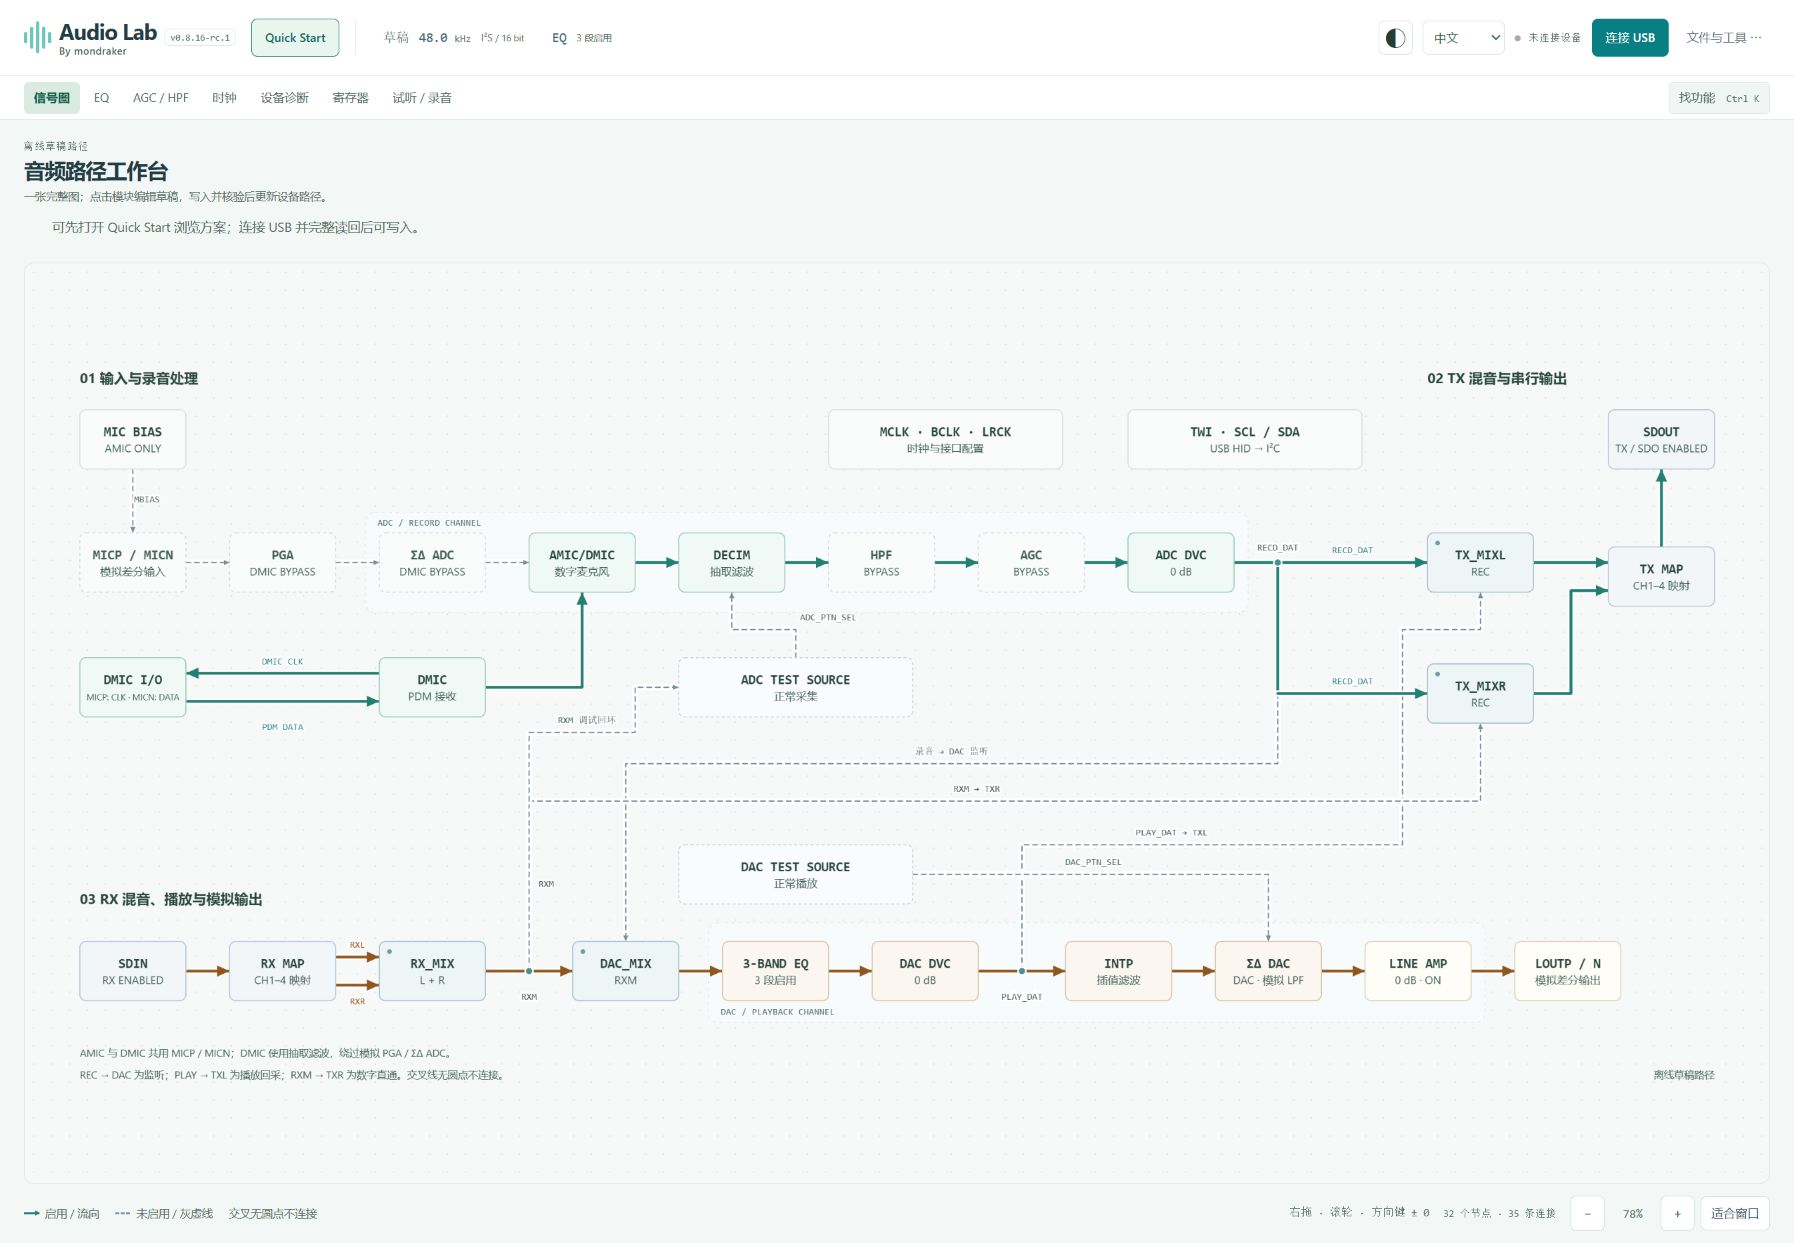 Audio Lab
By mondraker
v0.8.16-rc.1
Quick Start
草稿 48.0 kHz I²S / 16 bit
EQ 3 段启用
中文
未连接设备
连接 USB
文件与工具 ···
信号图
EQ
AGC / HPF
时钟
设备诊断
寄存器
试听 / 录音
找功能 Ctrl K
离线草稿路径
音频路径工作台
一张完整图；点击模块编辑草稿，写入并核验后更新设备路径。
可先打开 Quick Start 浏览方案；连接 USB 并完整读回后可写入。
01 输入与录音处理
02 TX 混音与串行输出
MIC BIAS
AMIC ONLY
MCLK · BCLK · LRCK
时钟与接口配置
TWI · SCL / SDA
USB HID → I²C
SDOUT
TX / SDO ENABLED
MBIAS
ADC / RECORD CHANNEL
MICP / MICN
模拟差分输入
PGA
DMIC BYPASS
ΣΔ ADC
DMIC BYPASS
AMIC/DMIC
数字麦克风
DECIM
抽取滤波
HPF
BYPASS
AGC
BYPASS
ADC DVC
0 dB
RECD_DAT
RECD_DAT
TX_MIXL
REC
TX MAP
CH1–4 映射
ADC_PTN_SEL
DMIC I/O
MICP: CLK · MICN: DATA
DMIC CLK
PDM DATA
DMIC
PDM 接收
ADC TEST SOURCE
正常采集
RECD_DAT
TX_MIXR
REC
RXM 调试回环
录音 → DAC 监听
RXM → TXR
PLAY_DAT → TXL
DAC TEST SOURCE
正常播放
DAC_PTN_SEL
RXM
03 RX 混音、播放与模拟输出
SDIN
RX ENABLED
RX MAP
CH1–4 映射
RXL
RXR
RX_MIX
L + R
RXM
DAC_MIX
RXM
3-BAND EQ
3 段启用
DAC DVC
0 dB
PLAY_DAT
INTP
插值滤波
ΣΔ DAC
DAC · 模拟 LPF
LINE AMP
0 dB · ON
LOUTP / N
模拟差分输出
DAC / PLAYBACK CHANNEL
AMIC 与 DMIC 共用 MICP / MICN；DMIC 使用抽取滤波，绕过模拟 PGA / ΣΔ ADC。
REC → DAC 为监听；PLAY → TXL 为播放回采；RXM → TXR 为数字直通。交叉线无圆点不连接。
离线草稿路径
启用 / 流向
未启用 / 灰虚线
交叉无圆点不连接
右拖 · 滚轮 · 方向键 ± 0
32 个节点 · 35 条连接
−
78%
+
适合窗口